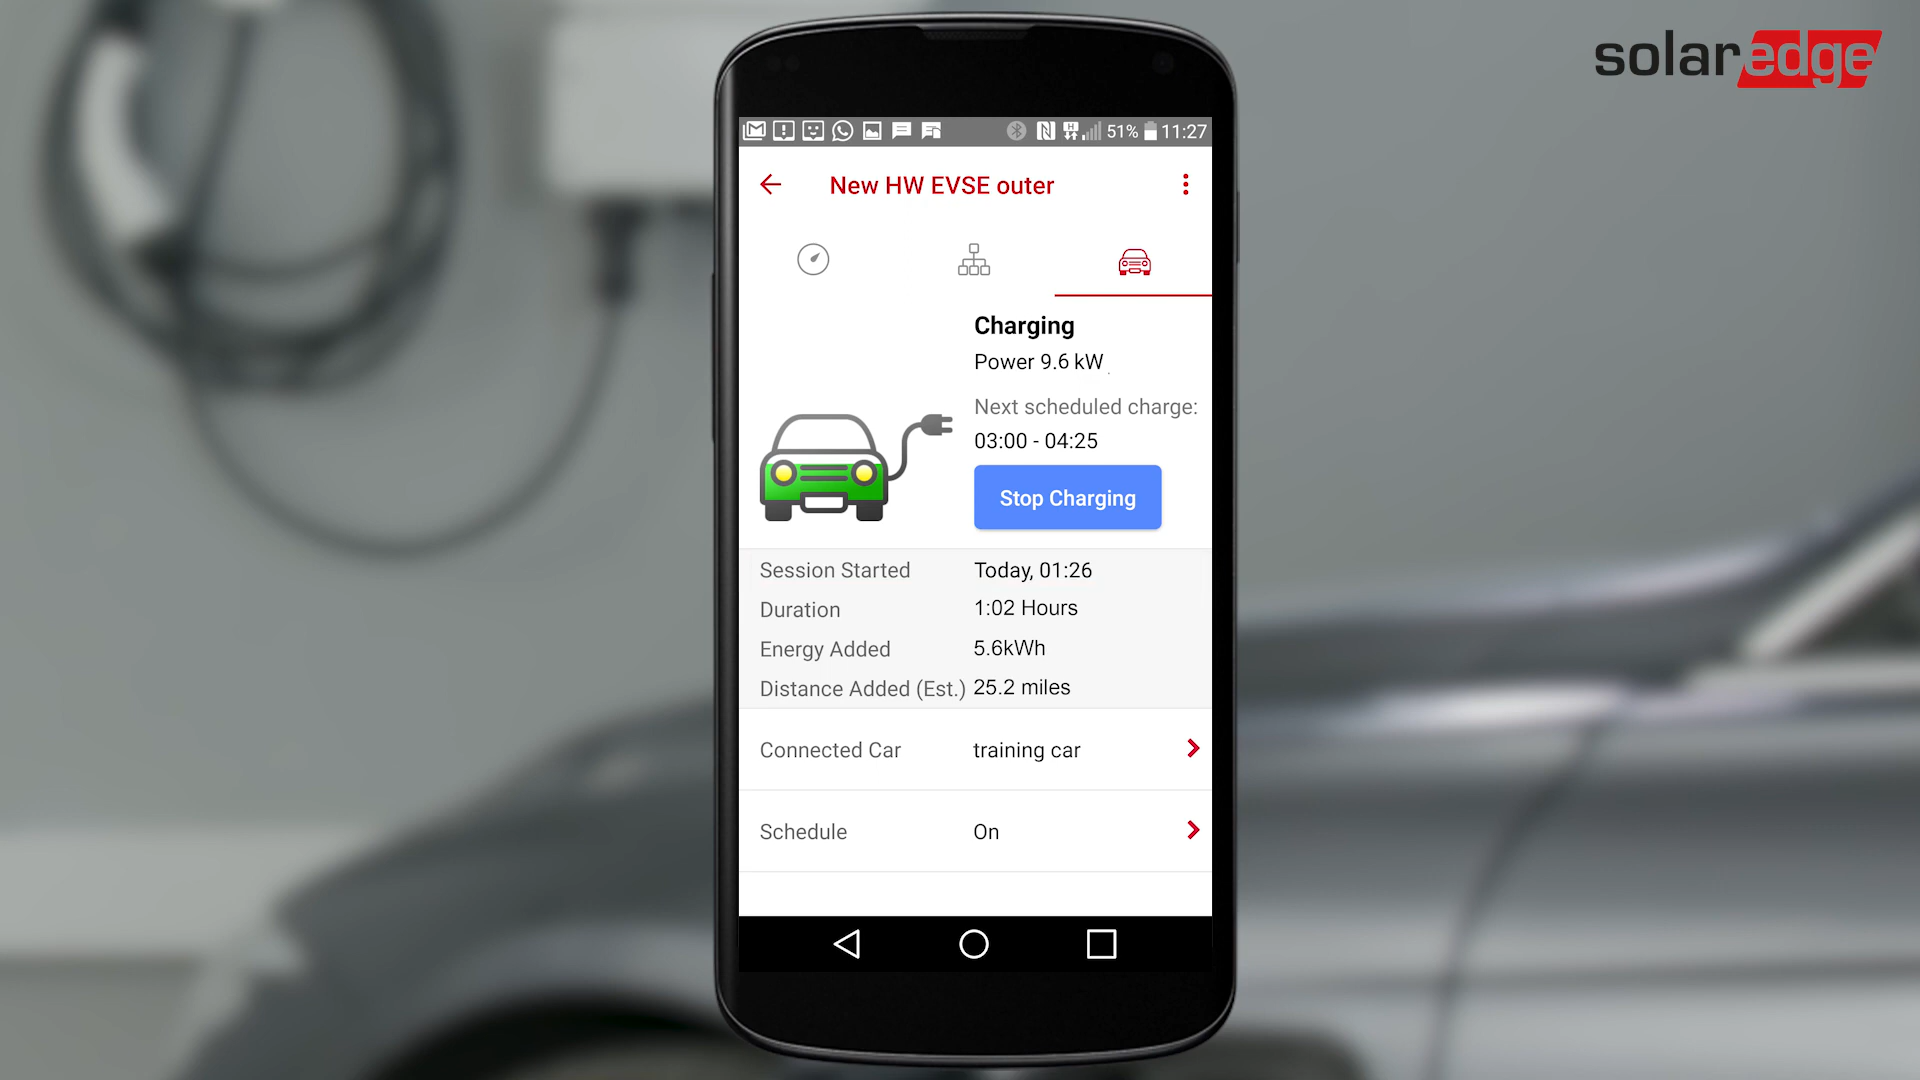 solaredge
51% 11:27
New HW EVSE outer
Charging
Power 9.6 kW
Next scheduled charge:
03:00 - 04:25
Stop Charging
Session Started Today, 01:26
Duration 1:02 Hours
Energy Added 5.6kWh
Distance Added (Est.) 25.2 miles
Connected Car training car
Schedule On